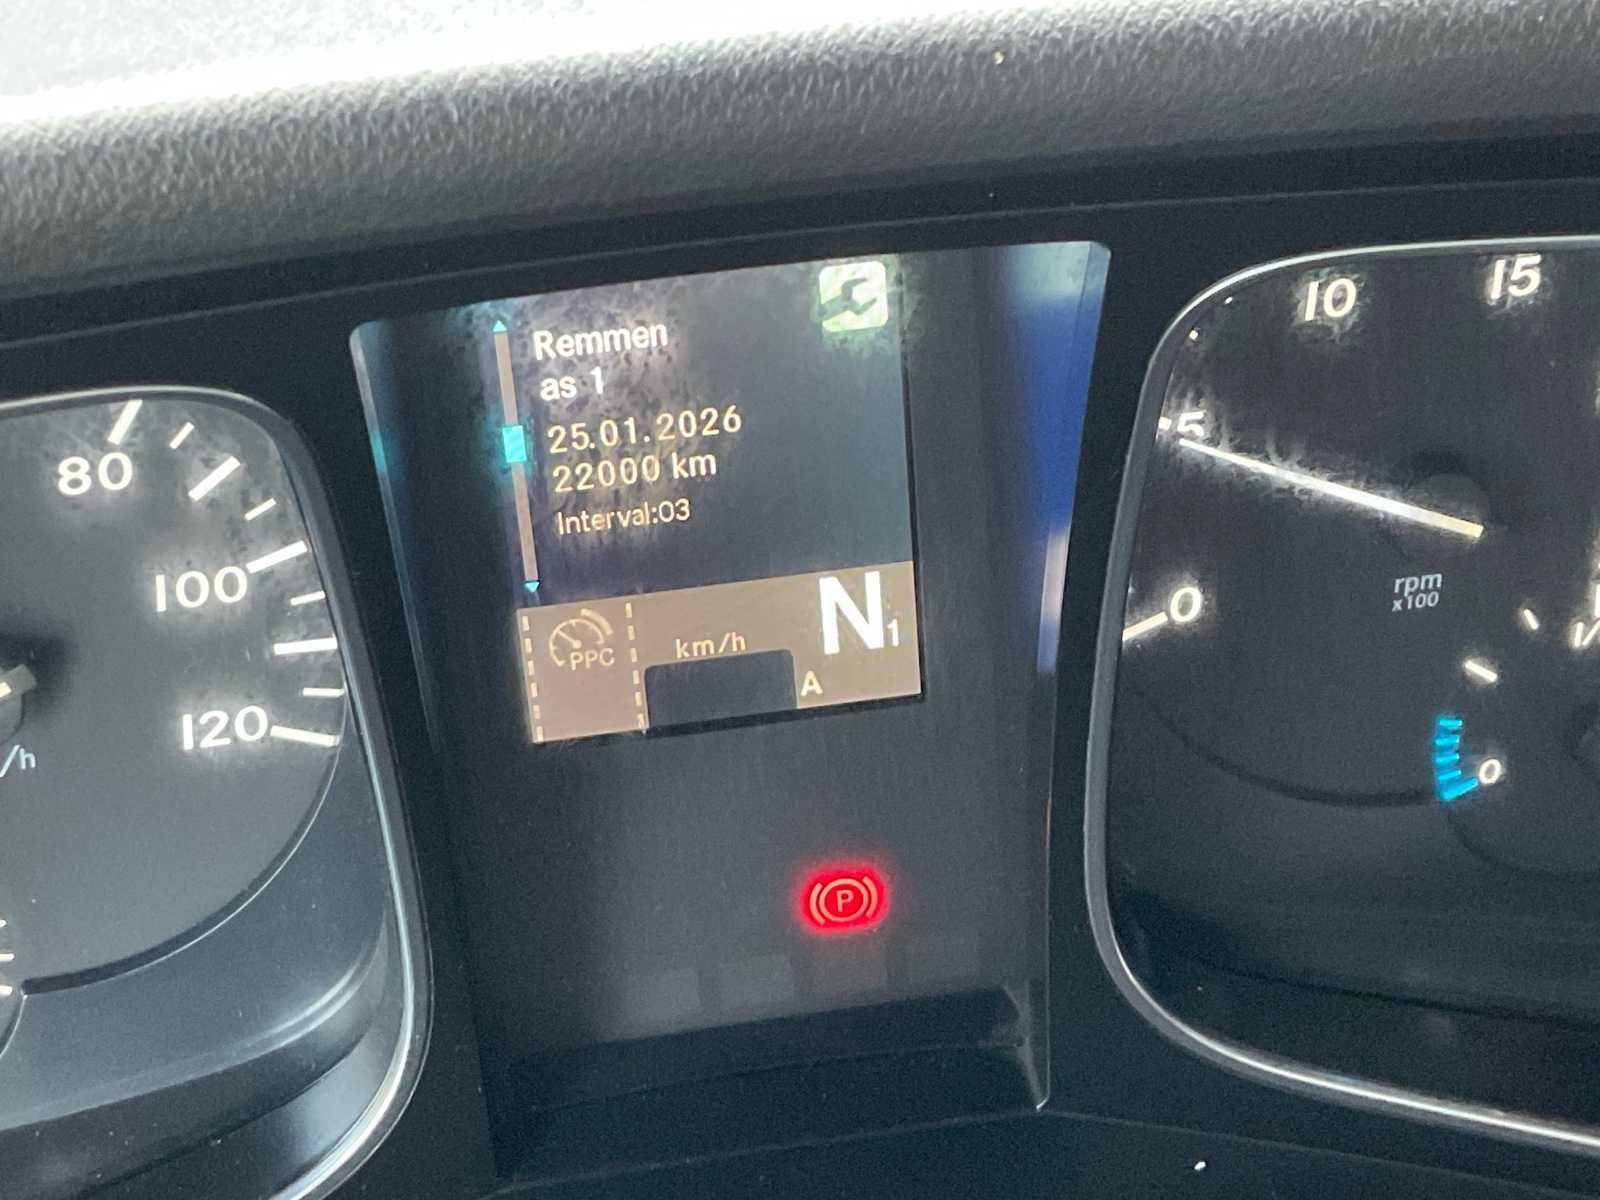 Remmen
as 1
25.01.2026
22000 km
Interval:03
PPC
km/h
N1
A
P
80
100
120
/h
0
5
10
15
rpm
x100
0